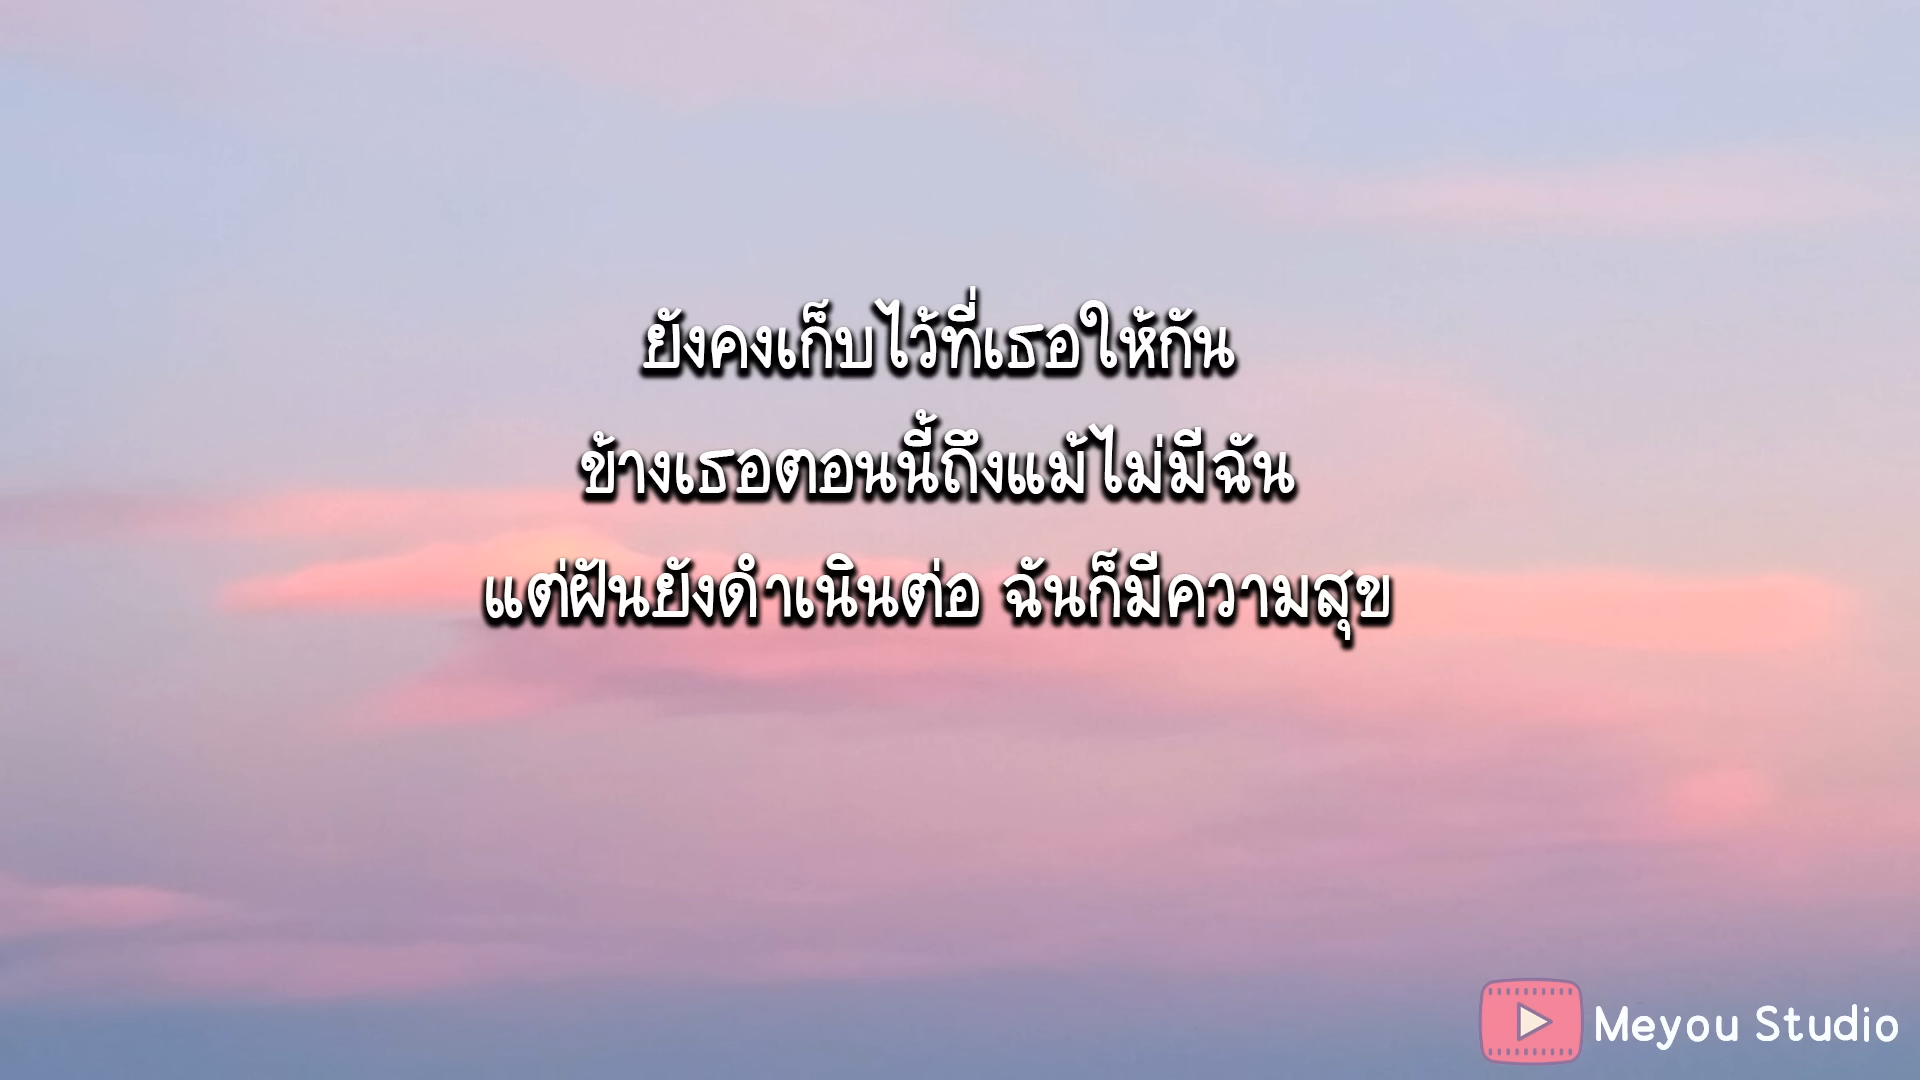 ยังคงเก็บไว้ที่เธอให้กัน
ข้างเธอตอนนี้ถึงแม้ไม่มีฉัน
แต่ฝันยังดำเนินต่อ ฉันก็มีความสุข
Meyou Studio